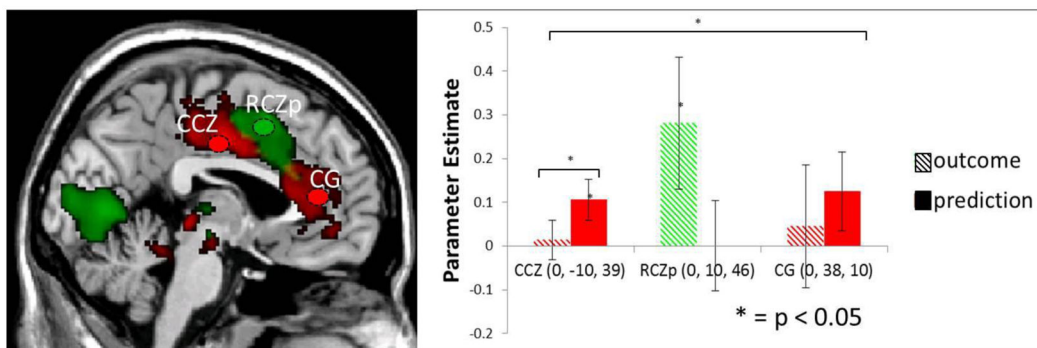 CCZ
RCZp
CG
Parameter Estimate
0.5
0.4
0.3
0.2
0.1
0
-0.1
-0.2
*
*
*
*
CCZ (0, -10, 39) RCZp (0, 10, 46) CG (0, 38, 10)
* = p < 0.05
outcome
prediction